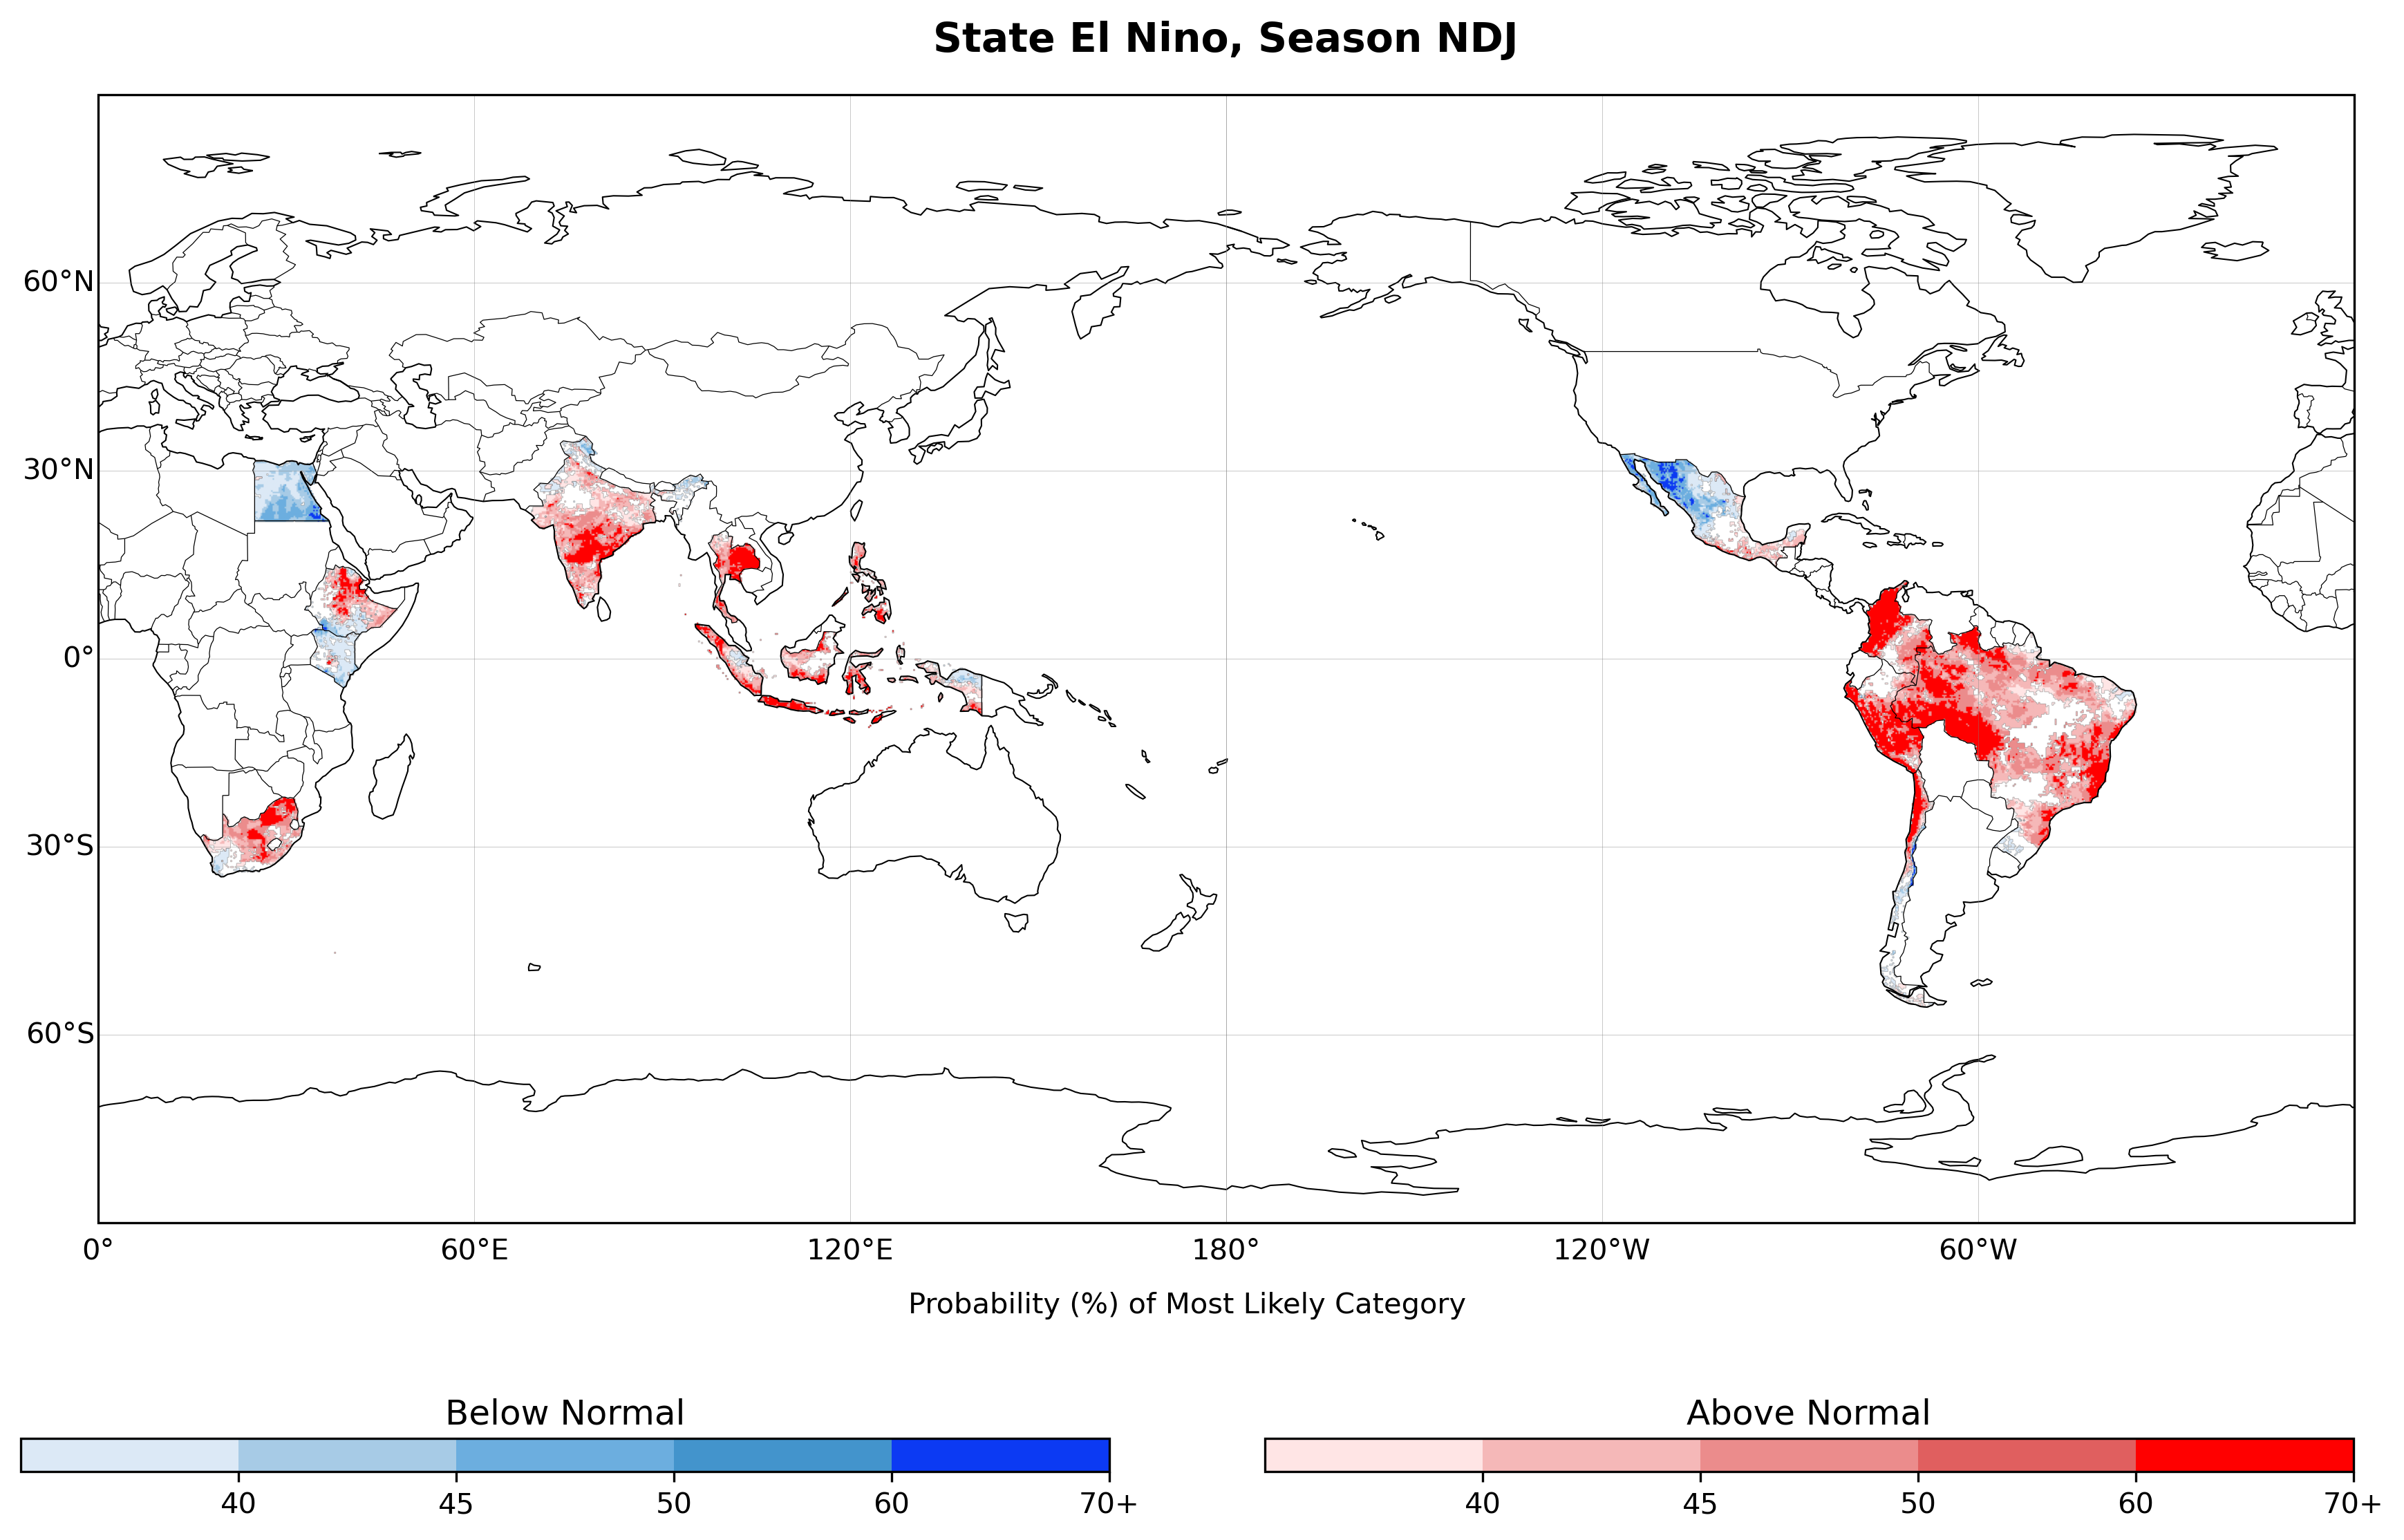 State El Nino, Season NDJ
60°N
30°N
0°
30°S
60°S
0° 60°E 120°E 180° 120°W 60°W
Probability (%) of Most Likely Category
Below Normal
40 45 50 60 70+
Above Normal
40 45 50 60 70+